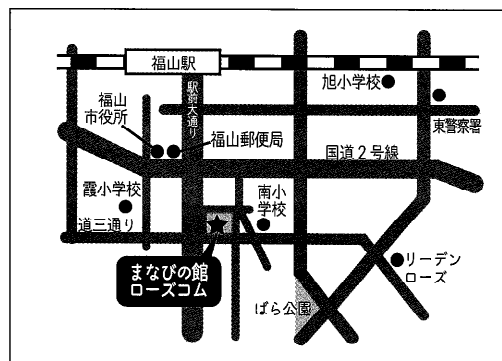 福山駅
駅前大通り
旭小学校
福山
市役所
東警察署
福山郵便局
国道2号線
霞小学校
南小
学校
道三通り
まなびの館
ローズコム
リーデン
ローズ
ばら公園